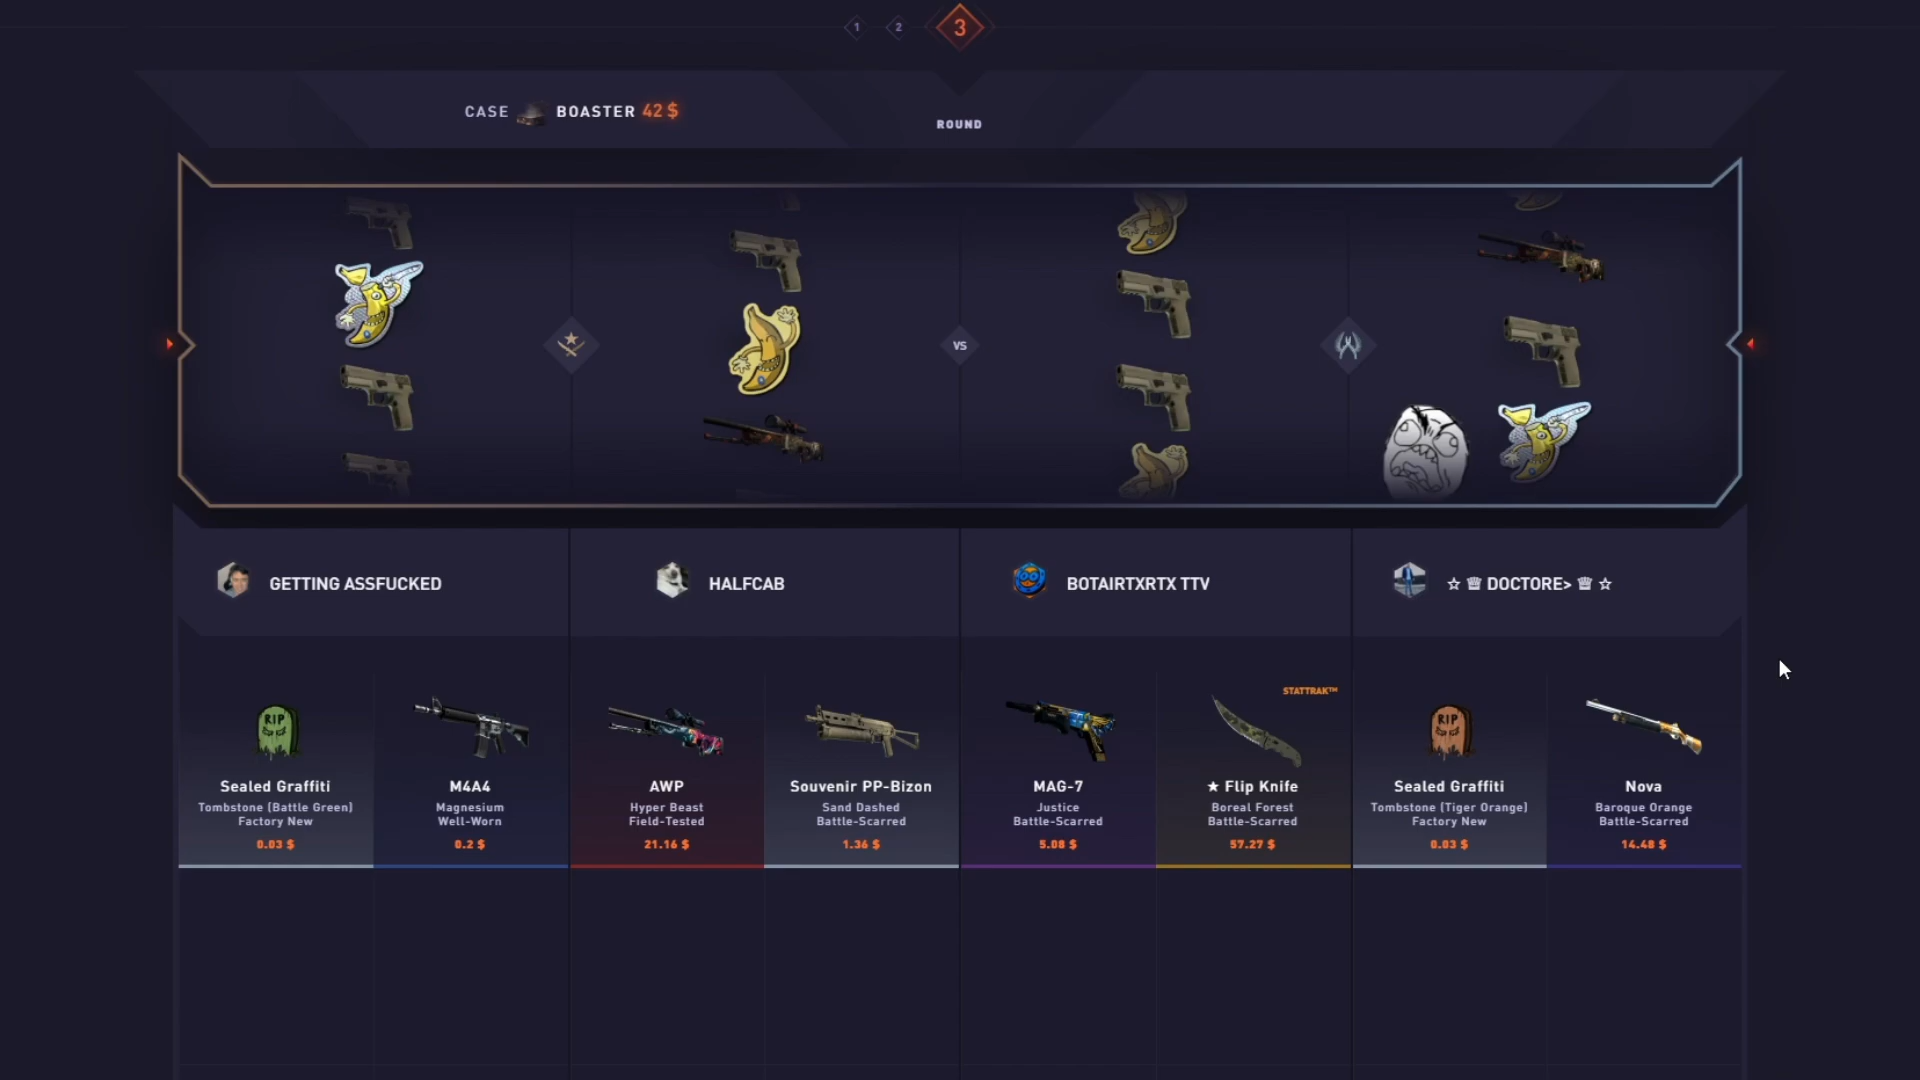 1
2
3
CASE BOASTER 42 $
ROUND
VS
GETTING ASSFUCKED
HALFCAB
BOTAIRTXRTX TTV
☆ ♕ DOCTORE> ♕ ☆
RIP
Sealed Graffiti
Tombstone (Battle Green)
Factory New
0.03 $
M4A4
Magnesium
Well-Worn
0.2 $
AWP
Hyper Beast
Field-Tested
21.16 $
Souvenir PP-Bizon
Sand Dashed
Battle-Scarred
1.36 $
MAG-7
Justice
Battle-Scarred
5.08 $
STATTRAK™
★ Flip Knife
Boreal Forest
Battle-Scarred
57.27 $
RIP
Sealed Graffiti
Tombstone (Tiger Orange)
Factory New
0.03 $
Nova
Baroque Orange
Battle-Scarred
14.48 $